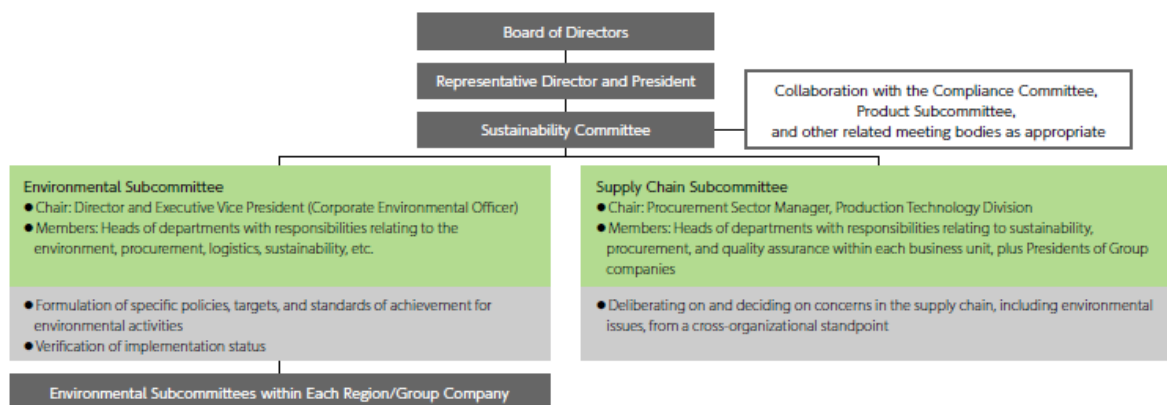 Board of Directors
Representative Director and President
Sustainability Committee
Collaboration with the Compliance Committee,
Product Subcommittee,
and other related meeting bodies as appropriate
Environmental Subcommittee
● Chair: Director and Executive Vice President (Corporate Environmental Officer)
● Members: Heads of departments with responsibilities relating to the
environment, procurement, logistics, sustainability, etc.
● Formulation of specific policies, targets, and standards of achievement for
environmental activities
● Verification of implementation status
Environmental Subcommittees within Each Region/Group Company
Supply Chain Subcommittee
● Chair: Procurement Sector Manager, Production Technology Division
● Members: Heads of departments with responsibilities relating to sustainability,
procurement, and quality assurance within each business unit, plus Presidents of Group
companies
● Deliberating on and deciding on concerns in the supply chain, including environmental
issues, from a cross-organizational standpoint